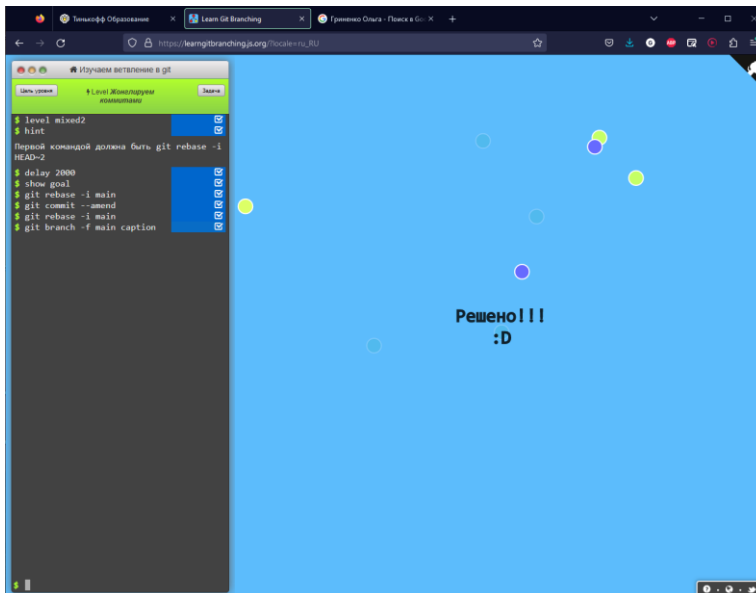 Тинькофф Образование
Learn Git Branching
Гриненко Ольга - Поиск в Goo
https://learngitbranching.js.org/?locale=ru_RU
Изучаем ветвление в git
Цель уровня
Level Жонглируем
коммитами
Задача
$ level mixed2
$ hint
Первой командой должна быть git rebase -i
HEAD~2
$ delay 2000
$ show goal
$ git rebase -i main
$ git commit --amend
$ git rebase -i main
$ git branch -f main caption
Решено!!!
:D
$